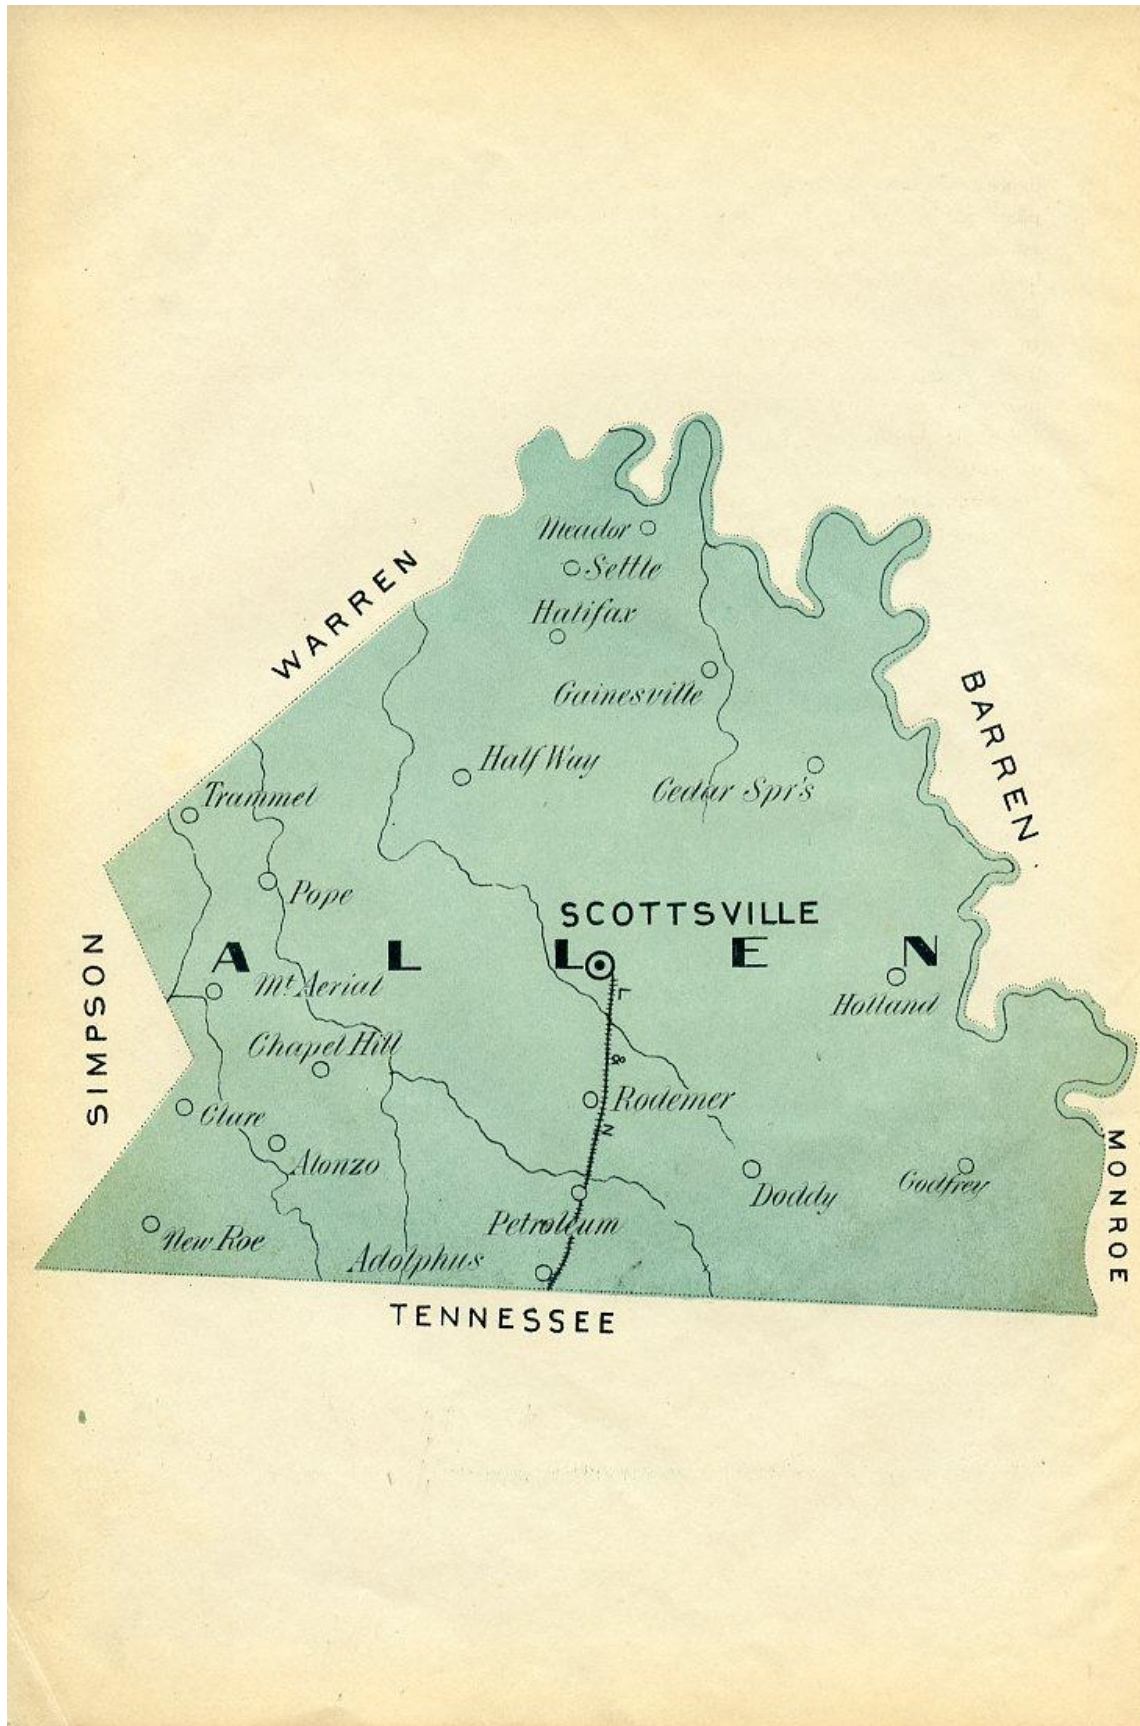 Meador
Settle
WARREN
Halifax
Gainesville
BARREN
Half Way
Cedar Spr's
Trammel
Pope
SCOTTSVILLE
ALLEN
SIMPSON
Mt. Aerial
Holland
L & N
Chapel Hill
Clare
Rodemer
Alonzo
Doddy
Godfrey
MONROE
New Roe
Petroleum
Adolphus
TENNESSEE